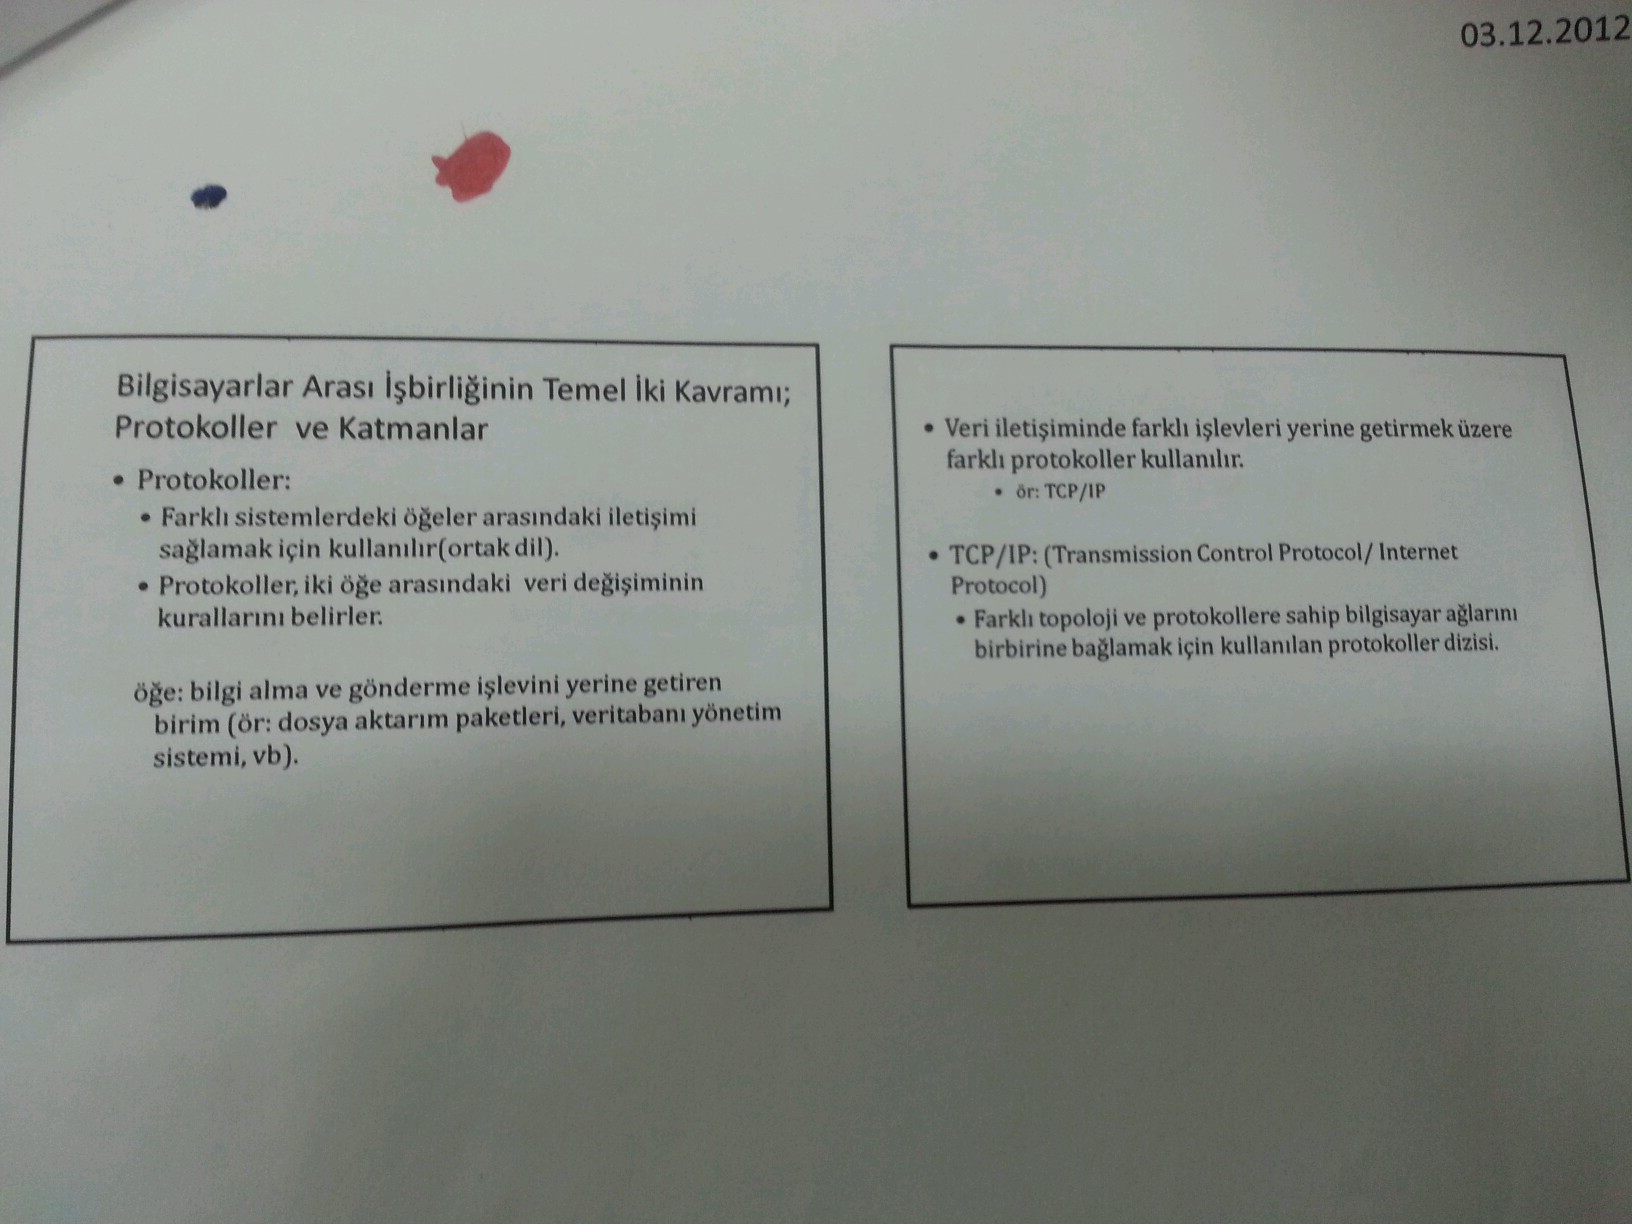 03.12.2012
Bilgisayarlar Arası İşbirliğinin Temel İki Kavramı;
Protokoller ve Katmanlar
• Protokoller:
• Farklı sistemlerdeki öğeler arasındaki iletişimi
sağlamak için kullanılır(ortak dil).
• Protokoller, iki öğe arasındaki veri değişiminin
kurallarını belirler.
öğe: bilgi alma ve gönderme işlevini yerine getiren
birim (ör: dosya aktarım paketleri, veritabanı yönetim
sistemi, vb).
• Veri iletişiminde farklı işlevleri yerine getirmek üzere
farklı protokoller kullanılır.
• ör: TCP/IP
• TCP/IP: (Transmission Control Protocol/ Internet
Protocol)
• Farklı topoloji ve protokollere sahip bilgisayar ağlarını
birbirine bağlamak için kullanılan protokoller dizisi.